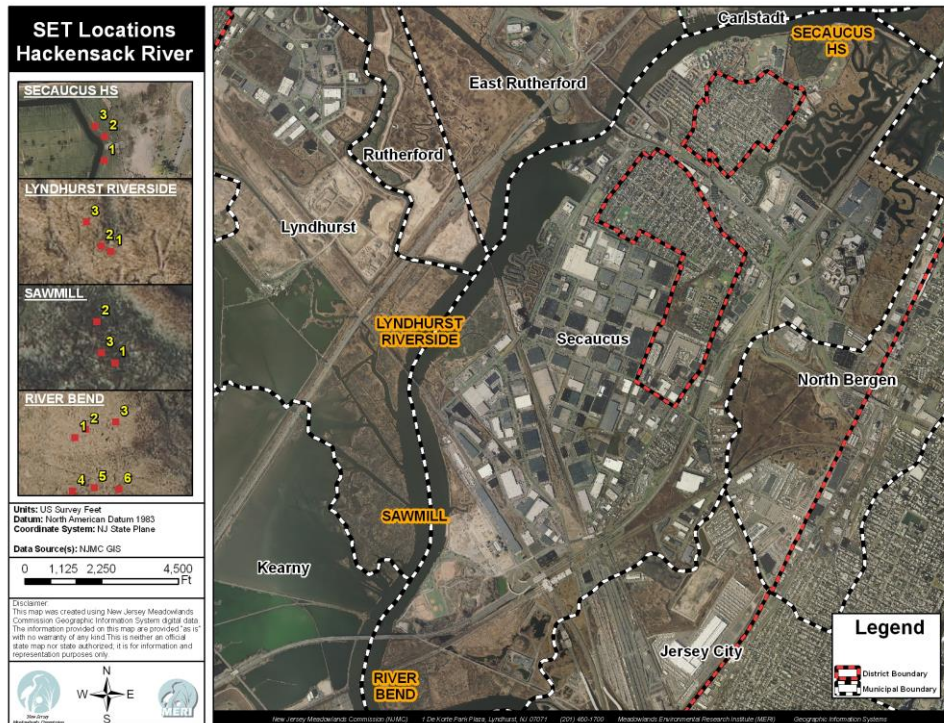 SET Locations
Hackensack River
SECAUCUS HS
3
2
1
LYNDHURST RIVERSIDE
3
2
1
SAWMILL
2
3
1
RIVER BEND
1
2
3
4
5
6
Units: US Survey Feet
Datum: North American Datum 1983
Coordinate System: NJ State Plane
Data Source(s): NJMC GIS
0 1,125 2,250 4,500
Ft
Disclaimer:
This map was created using New Jersey Meadowlands
Commission Geographic Information System digital data.
The information provided on this map are provided "as is"
with no warranty of any kind.This is neither an official
state map nor state authorized; it is for information and
representation purposes only.
N
W E
S
MERI
Carlstadt
SECAUCUS
HS
East Rutherford
Rutherford
Lyndhurst
LYNDHURST
RIVERSIDE
Secaucus
North Bergen
SAWMILL
Kearny
Jersey City
RIVER
BEND
Legend
District Boundary
Municipal Boundary
New Jersey Meadowlands Commission (NJMC) 1 De Korte Park Plaza, Lyndhurst, NJ 07071 (201) 460-1700 Meadowlands Environmental Research Institute (MERI) Geographic Information System